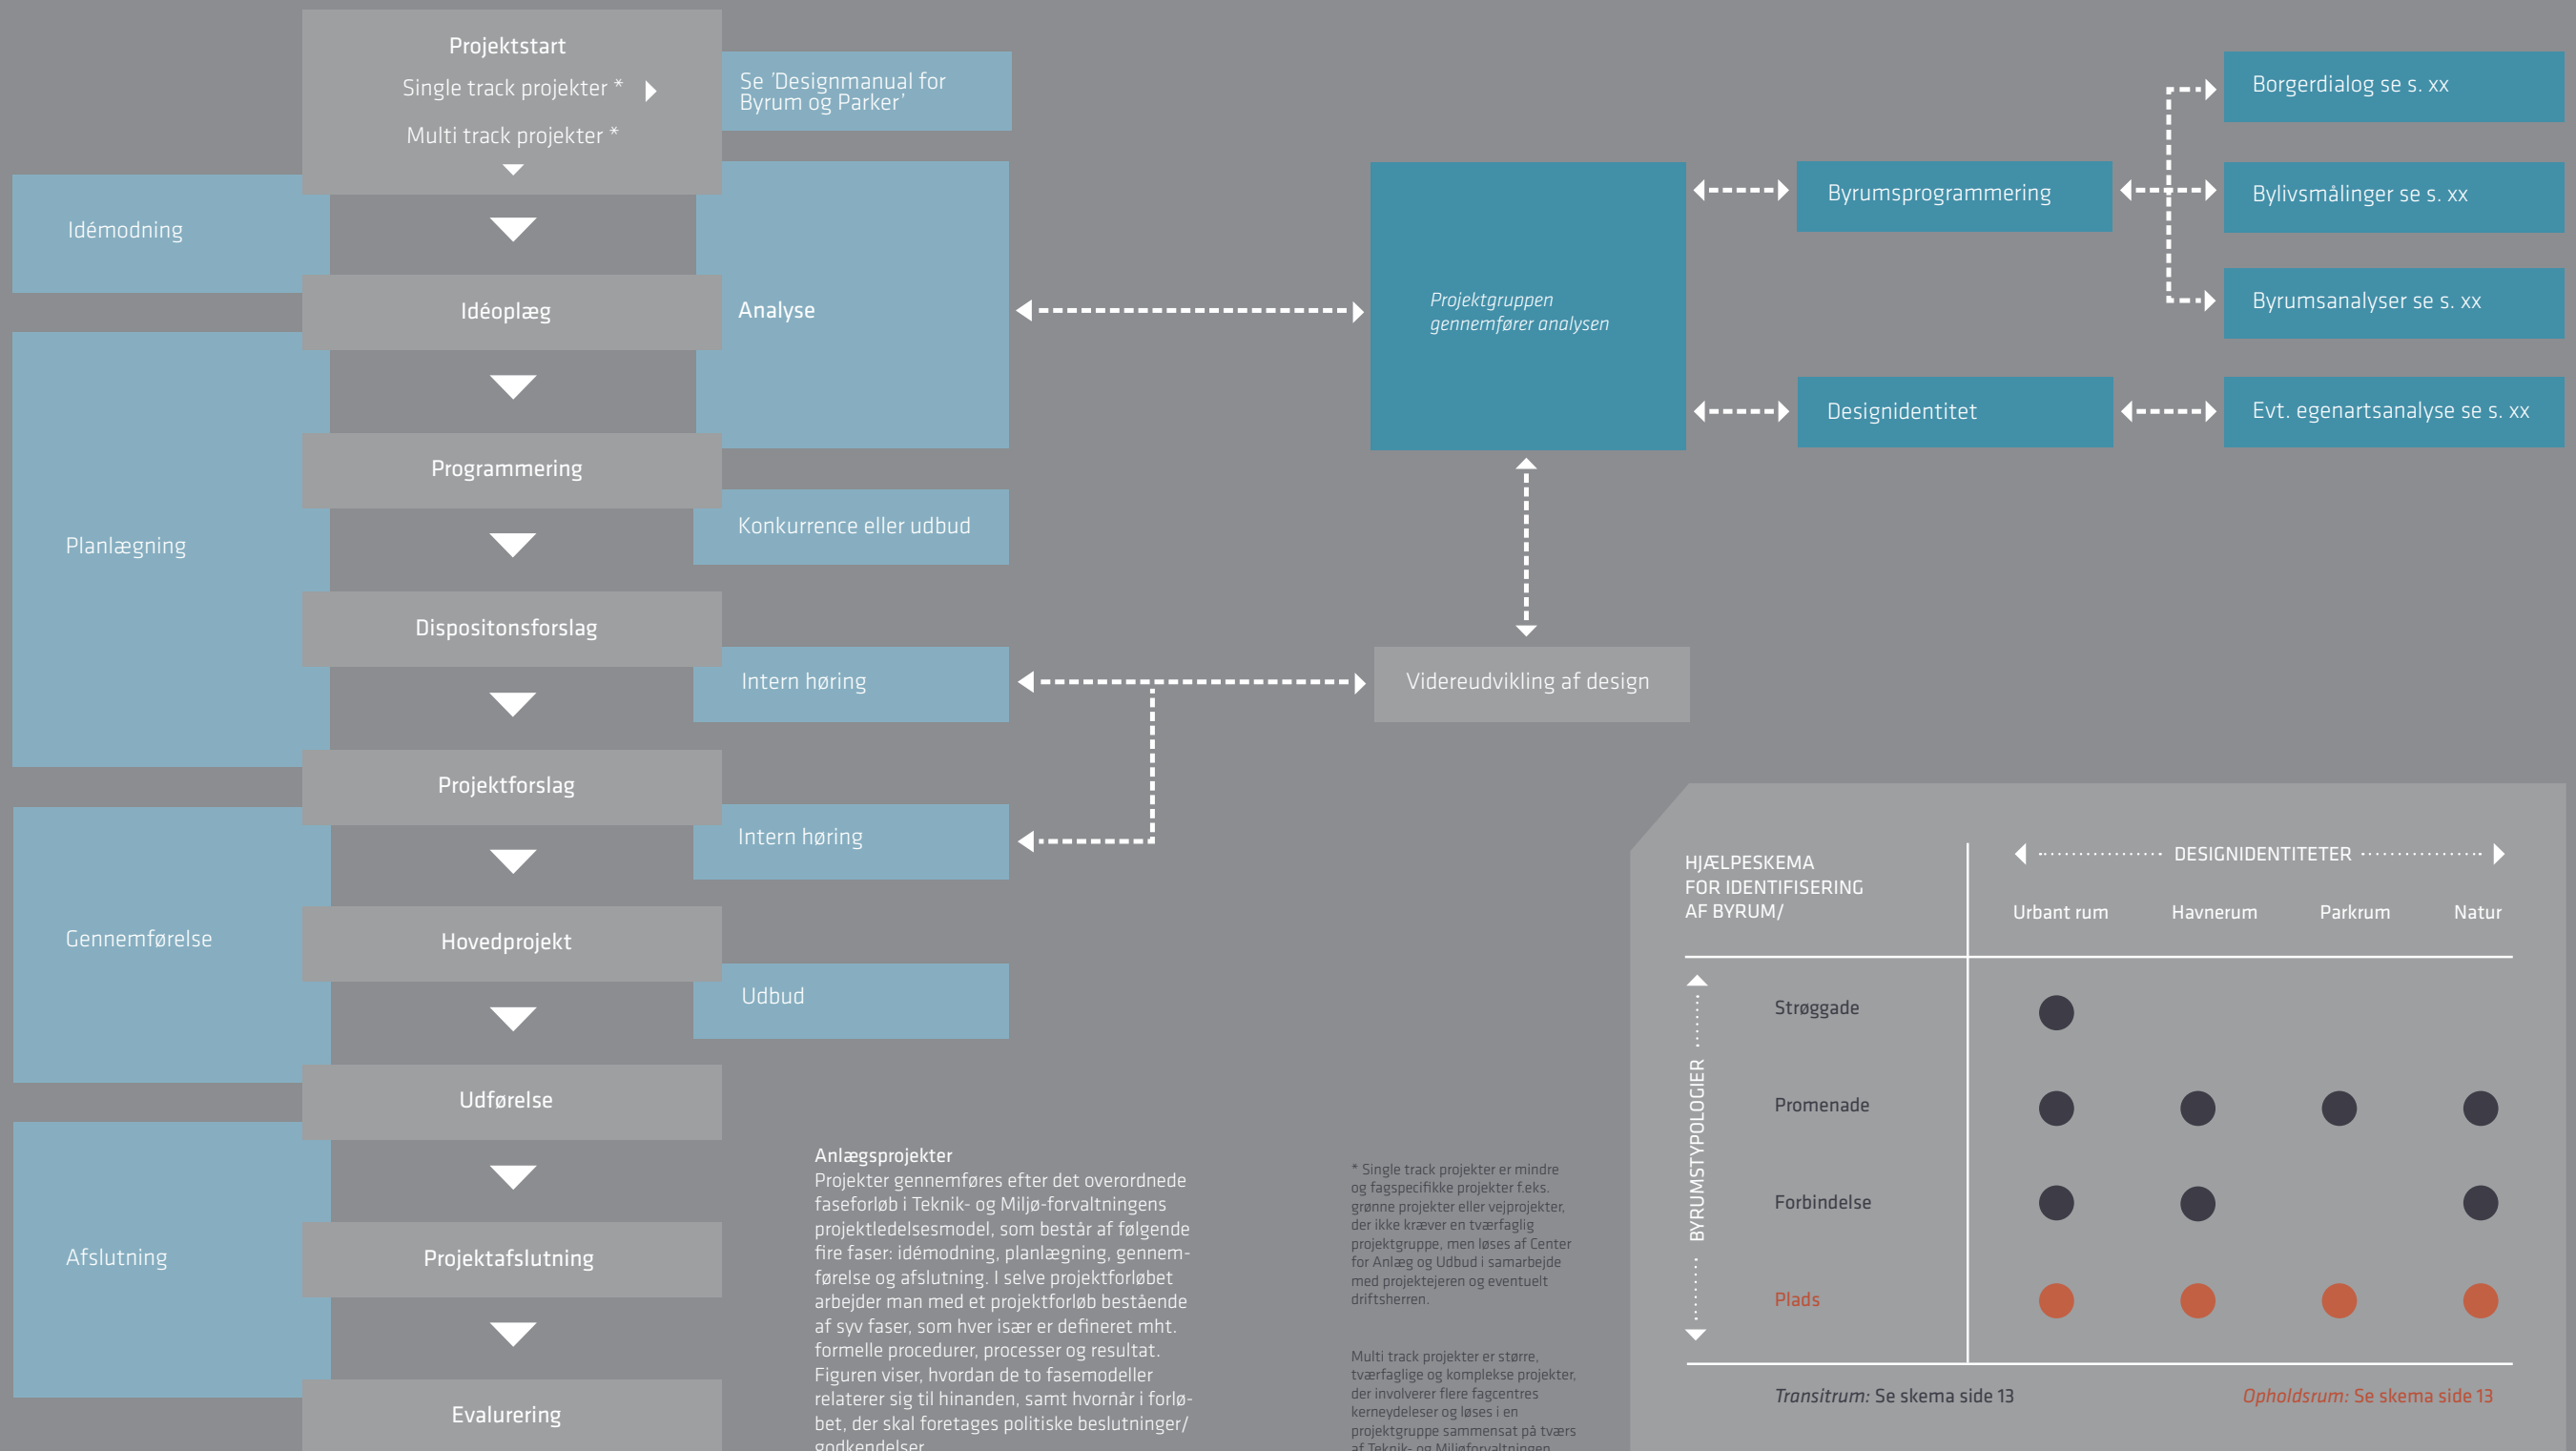 Projektstart
Single track projekter *
Multi track projekter *
Se ’Designmanual for
Byrum og Parker’
Idémodning
Idéoplæg
Analyse
Planlægning
Programmering
Konkurrence eller udbud
Dispositonsforslag
Intern høring
Projektforslag
Intern høring
Gennemførelse
Hovedprojekt
Udbud
Udførelse
Afslutning
Projektafslutning
Evalurering
Projektgruppen
gennemfører analysen
Byrumsprogrammering
Designidentitet
Borgerdialog se s. xx
Bylivsmålinger se s. xx
Byrumsanalyser se s. xx
Evt. egenartsanalyse se s. xx
Videreudvikling af design
Anlægsprojekter
Projekter gennemføres efter det overordnede
faseforløb i Teknik- og Miljø-forvaltningens
projektledelsesmodel, som består af følgende
fire faser: idémodning, planlægning, gennem-
førelse og afslutning. I selve projektforløbet
arbejder man med et projektforløb bestående
af syv faser, som hver især er defineret mht.
formelle procedurer, processer og resultat.
Figuren viser, hvordan de to fasemodeller
relaterer sig til hinanden, samt hvornår i forlø-
bet, der skal foretages politiske beslutninger/
godkendelser
* Single track projekter er mindre
og fagspecifikke projekter f.eks.
grønne projekter eller vejprojekter,
der ikke kræver en tværfaglig
projektgruppe, men løses af Center
for Anlæg og Udbud i samarbejde
med projektejeren og eventuelt
driftsherren.
Multi track projekter er større,
tværfaglige og komplekse projekter,
der involverer flere fagcentres
kerneydeleser og løses i en
projektgruppe sammensat på tværs
af Teknik- og Miljøforvaltningen
HJÆLPESKEMA
FOR IDENTIFISERING
AF BYRUM/
DESIGNIDENTITETER
Urbant rum Havnerum Parkrum Natur
BYRUMSTYPOLOGIER
Strøggade
Promenade
Forbindelse
Plads
Transitrum: Se skema side 13
Opholdsrum: Se skema side 13